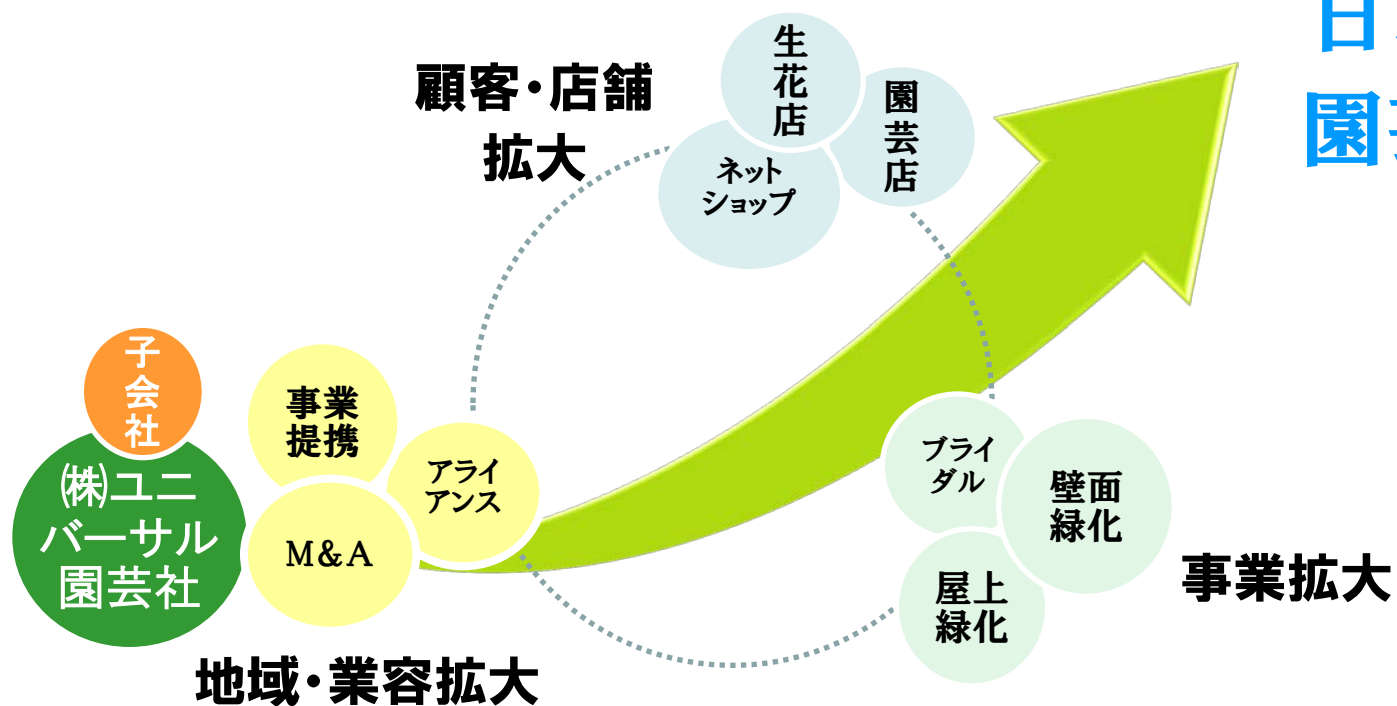 顧客・店舗
拡大
生花店
園芸店
ネット
ショップ
子会社
㈱ユニ
バーサル
園芸社
事業
提携
アライ
アンス
M&A
地域・業容拡大
ブライ
ダル
壁面
緑化
屋上
緑化
事業拡大
日
園